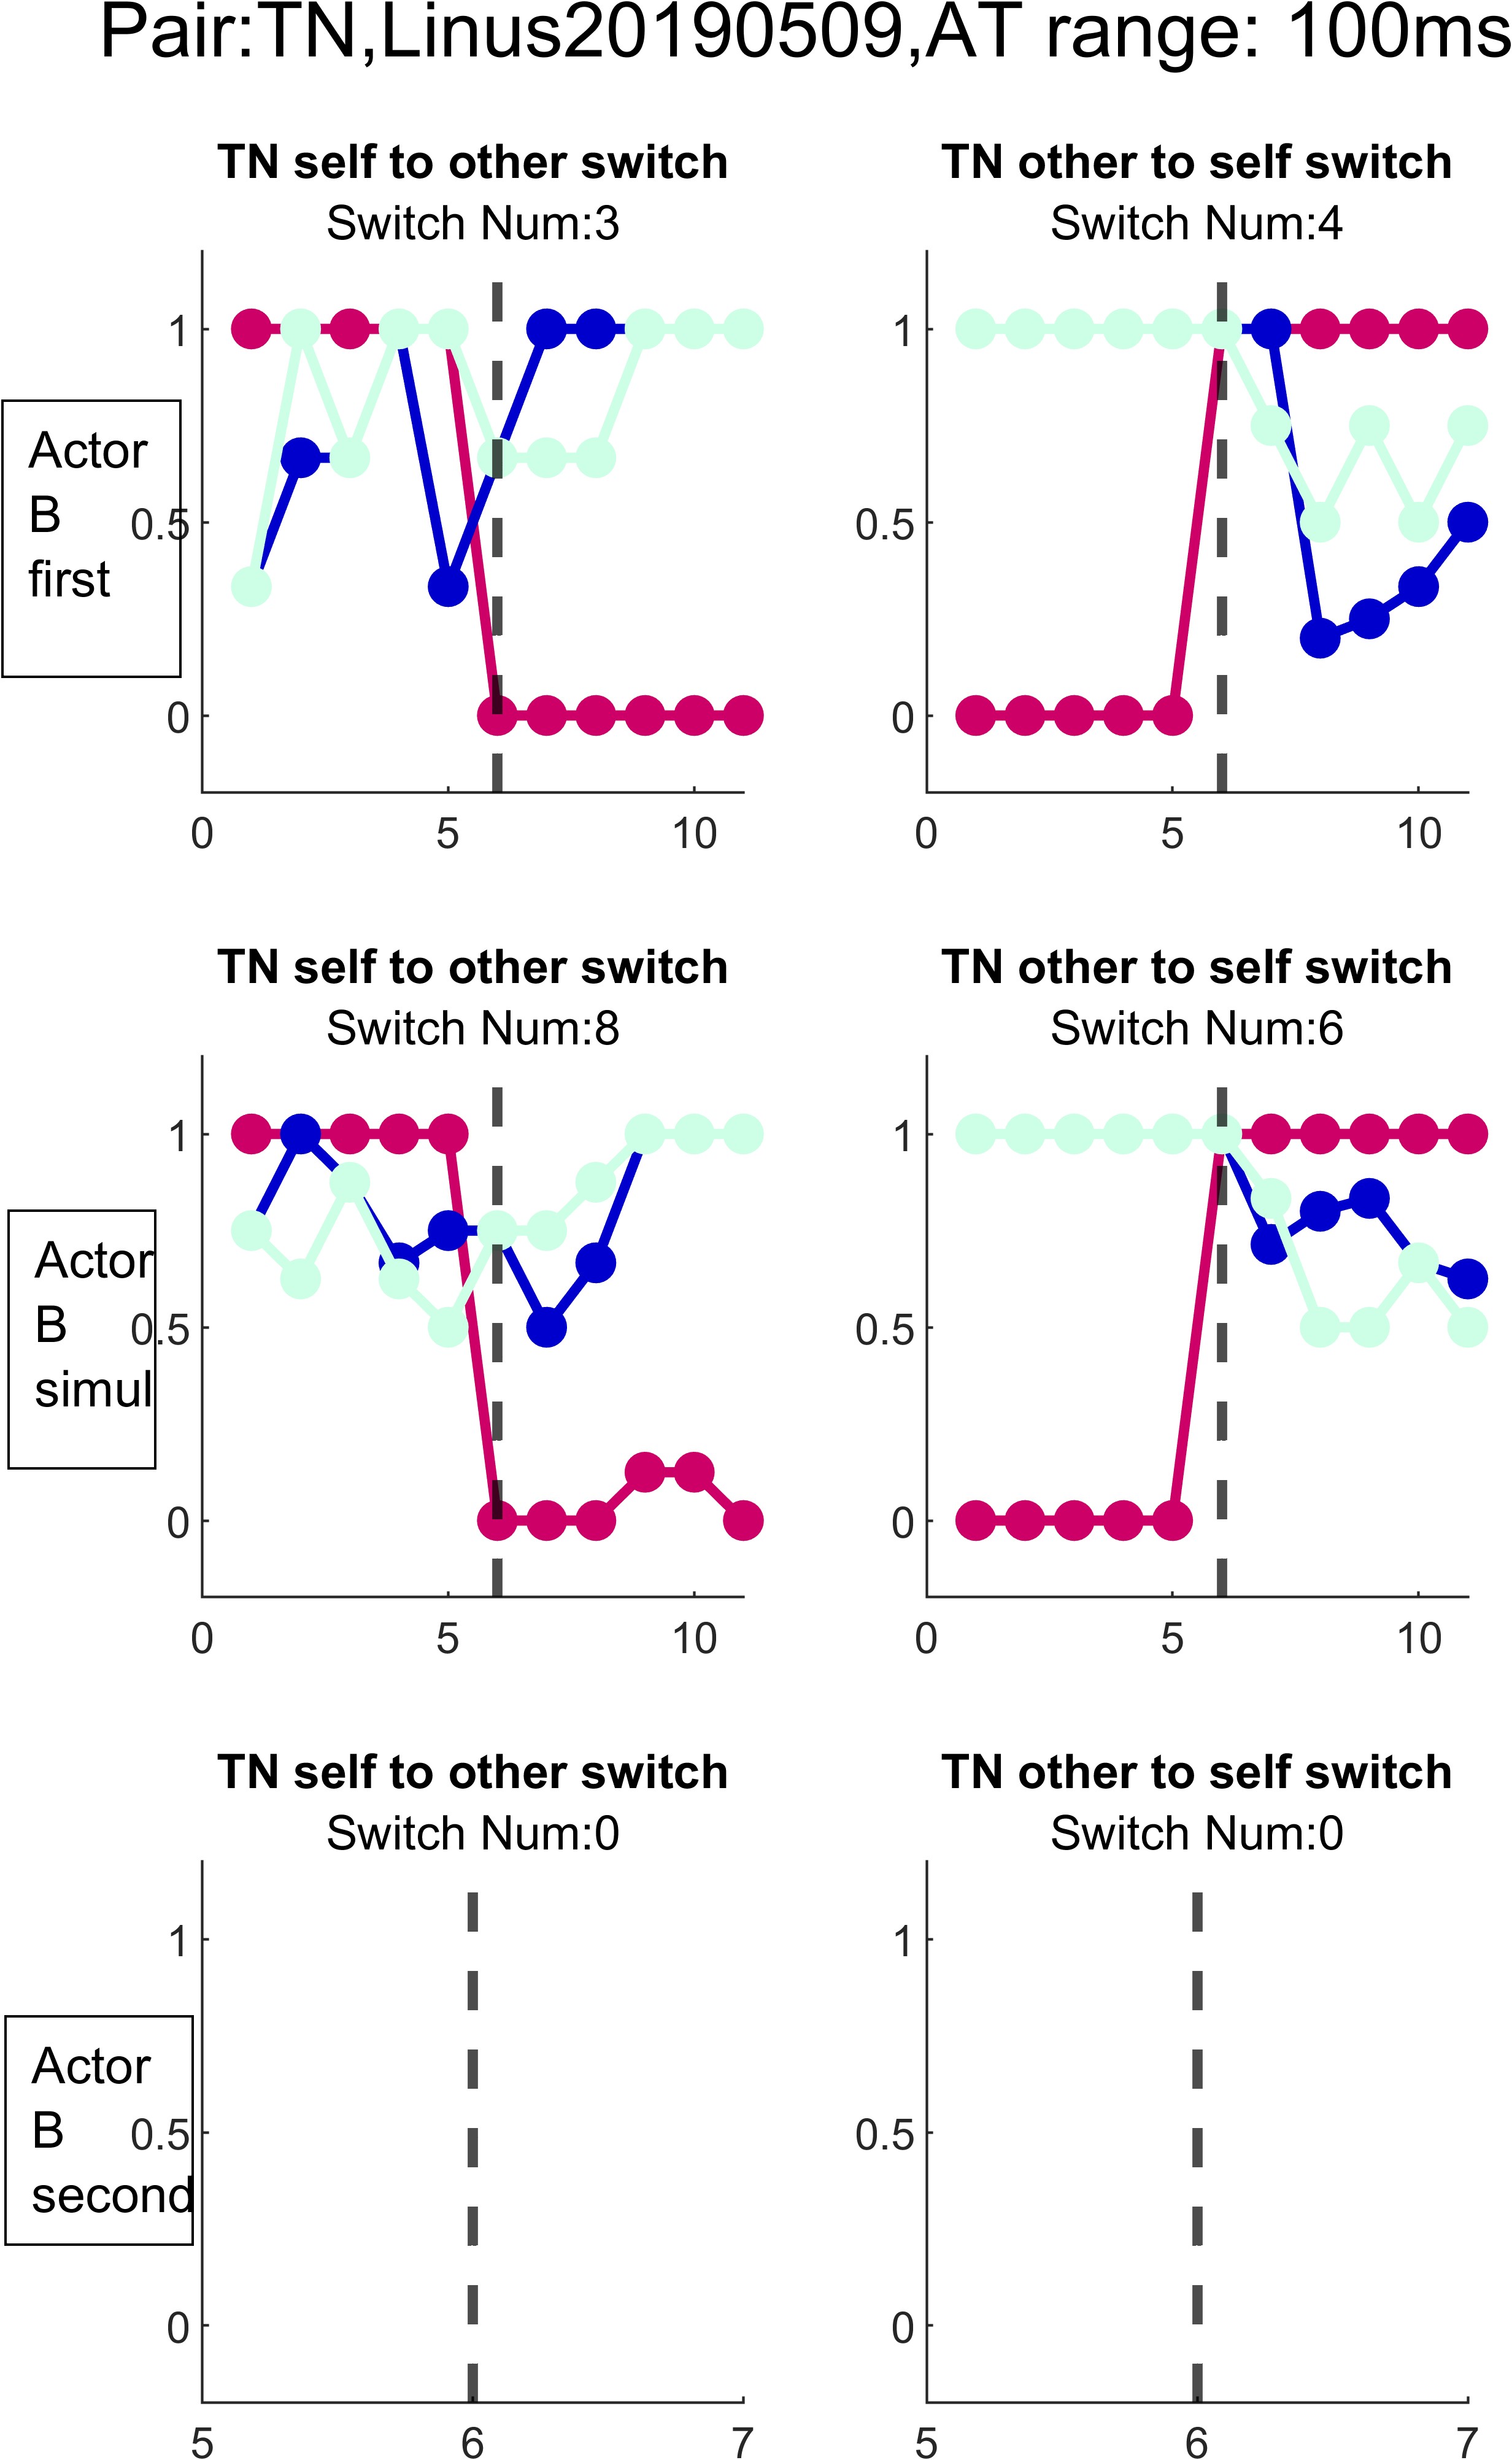 Pair:TN,Linus20190509,AT range: 100ms
TN self to other switch
Switch Num:3
TN other to self switch
Switch Num:4
Actor
B
first
1
0.5
0
0
5
10
1
0.5
0
0
5
10
TN self to other switch
Switch Num:8
TN other to self switch
Switch Num:6
Actor
B
simul
1
0.5
0
0
5
10
1
0.5
0
0
5
10
TN self to other switch
Switch Num:0
TN other to self switch
Switch Num:0
Actor
B
second
1
0.5
0
5
6
7
1
0.5
0
5
6
7